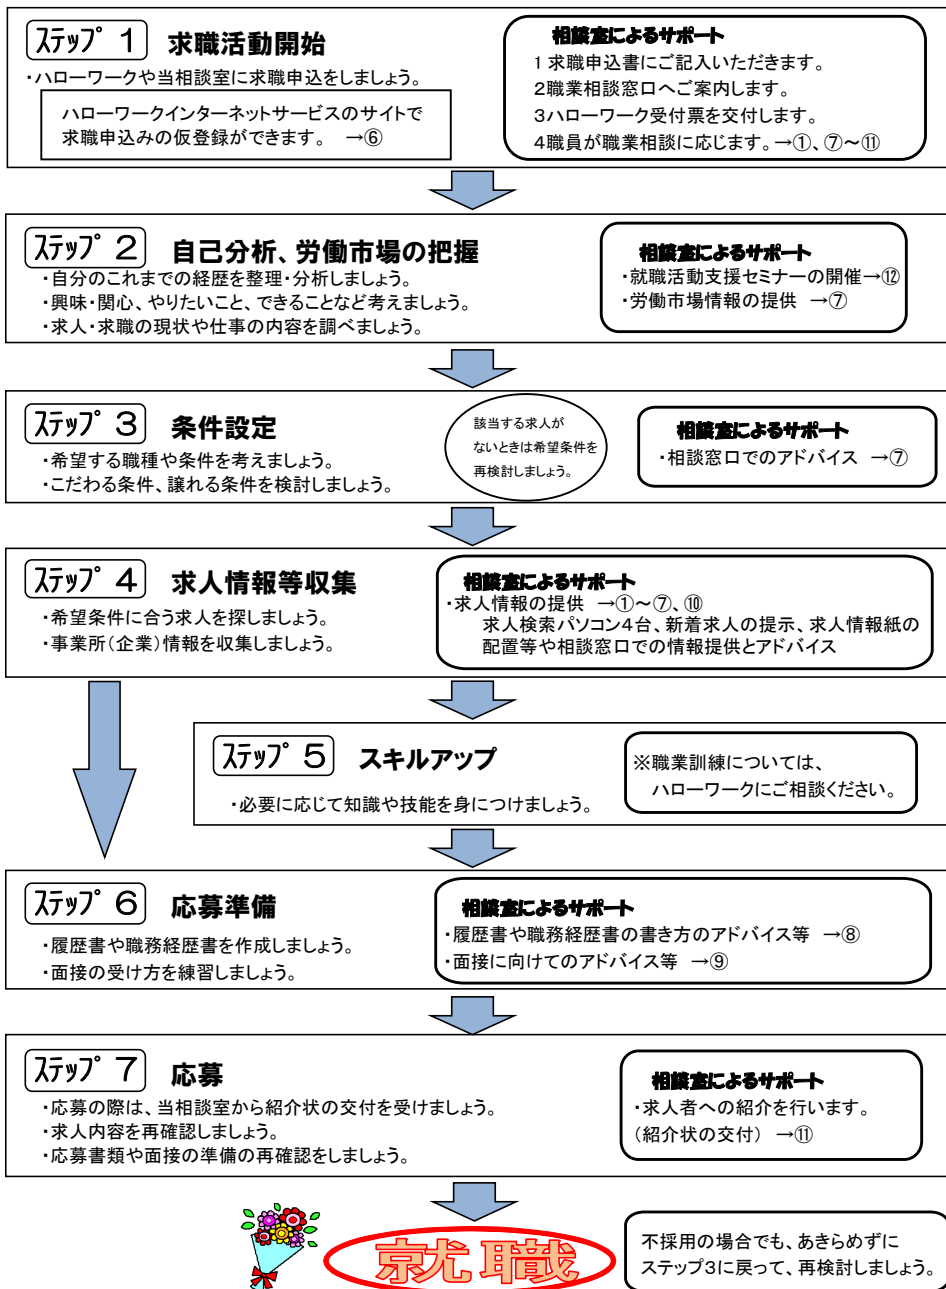 ステップ 1 求職活動開始
・ハローワークや当相談室に求職申込をしましょう。
ハローワークインターネットサービスのサイトで
求職申込みの仮登録ができます。 →⑥
相談室によるサポート
1 求職申込書にご記入いただきます。
2職業相談窓口へご案内します。
3ハローワーク受付票を交付します。
4職員が職業相談に応じます。→①、⑦～⑪
ステップ 2 自己分析、労働市場の把握
・自分のこれまでの経歴を整理・分析しましょう。
・興味・関心、やりたいこと、できることなど考えましょう。
・求人・求職の現状や仕事の内容を調べましょう。
相談室によるサポート
・就職活動支援セミナーの開催→⑫
・労働市場情報の提供 →⑦
ステップ 3 条件設定
・希望する職種や条件を考えましょう。
・こだわる条件、譲れる条件を検討しましょう。
該当する求人が
ないときは希望条件を
再検討しましょう。
相談室によるサポート
・相談窓口でのアドバイス →⑦
ステップ 4 求人情報等収集
・希望条件に合う求人を探しましょう。
・事業所(企業)情報を収集しましょう。
相談室によるサポート
・求人情報の提供 →①～⑦、⑩
求人検索パソコン4台、新着求人の提示、求人情報紙の
配置等や相談窓口での情報提供とアドバイス
ステップ 5 スキルアップ
・必要に応じて知識や技能を身につけましょう。
※職業訓練については、
ハローワークにご相談ください。
ステップ 6 応募準備
・履歴書や職務経歴書を作成しましょう。
・面接の受け方を練習しましょう。
相談室によるサポート
・履歴書や職務経歴書の書き方のアドバイス等 →⑧
・面接に向けてのアドバイス等 →⑨
ステップ 7 応募
・応募の際は、当相談室から紹介状の交付を受けましょう。
・求人内容を再確認しましょう。
・応募書類や面接の準備の再確認をしましょう。
相談室によるサポート
・求人者への紹介を行います。
(紹介状の交付) →⑪
就職
不採用の場合でも、あきらめずに
ステップ3に戻って、再検討しましょう。